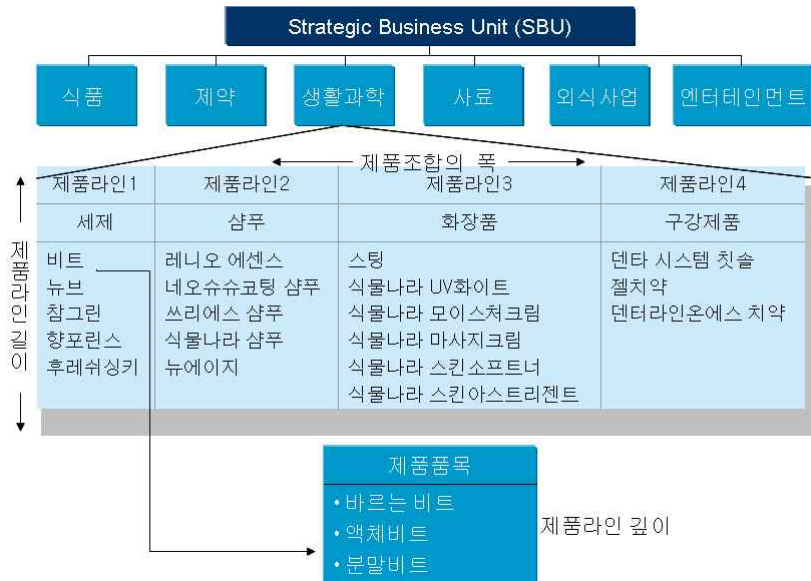 Strategic Business Unit (SBU)
식품
제약
생활과학
사료
외식사업
엔터테인먼트
제품조합의 폭
제품라인1
제품라인2
제품라인3
제품라인4
세제
샴푸
화장품
구강제품
제품라인 길이
비트
뉴브
참그린
향포린스
후레쉬싱키
레니오 에센스
네오슈슈코팅 샴푸
쓰리에스 샴푸
식물나라 샴푸
뉴에이지
스팅
식물나라 UV화이트
식물나라 모이스처크림
식물나라 마사지크림
식물나라 스킨소프트너
식물나라 스킨아스트리젠트
덴타 시스템 칫솔
젤치약
덴터라인온에스 치약
제품품목
• 바르는 비트
• 액체비트
• 분말비트
제품라인 깊이